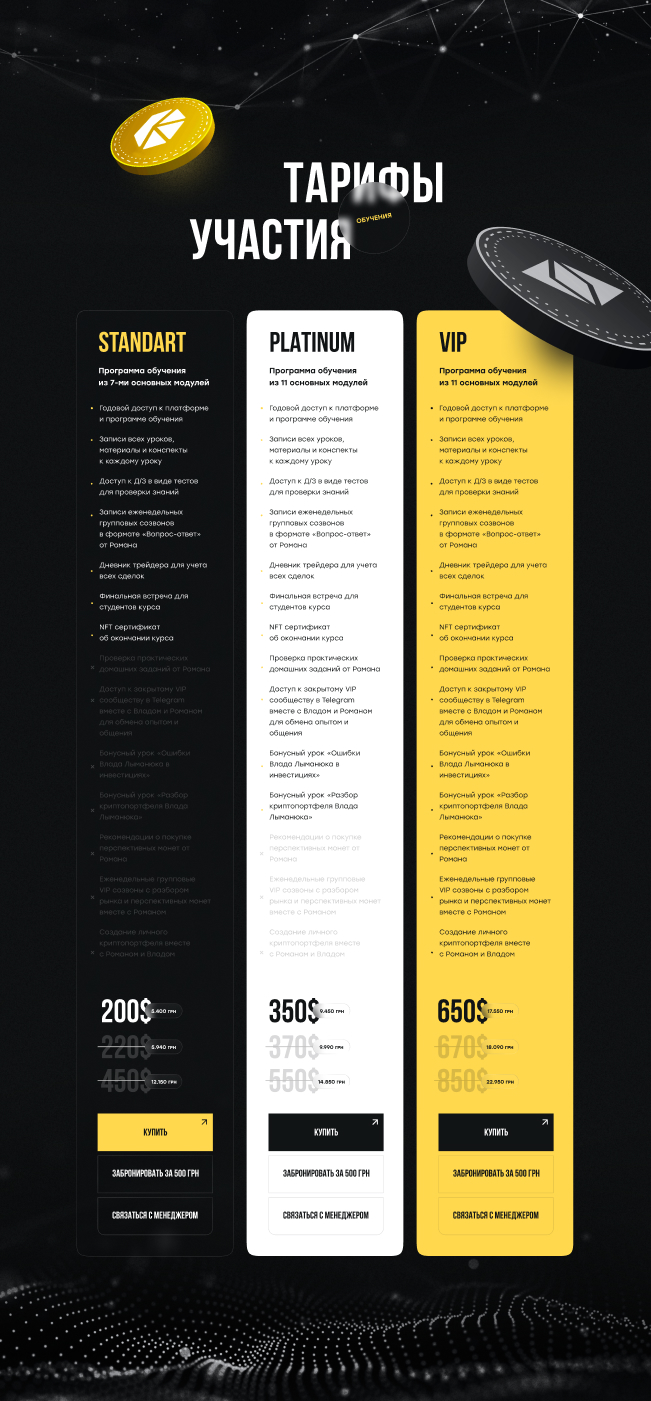 ТАРИФЫ
УЧАСТИЯ
ОБУЧЕНИЯ
STANDART
Программа обучения
из 7-ми основных модулей
Годовой доступ к платформе
и программе обучения
Записи всех уроков,
материалы и конспекты
к каждому уроку
Доступ к Д/З в виде тестов
для проверки знаний
Записи еженедельных
групповых созвонов
в формате «Вопрос-ответ»
от Романа
Дневник трейдера для учета
всех сделок
Финальная встреча для
студентов курса
NFT сертификат
об окончании курса
Проверка практических
домашних заданий от Романа
Доступ к закрытому VIP
сообществу в Telegram
вместе с Владом и Романом
для обмена опытом и
общения
Бонусный урок «Ошибки
Влада Лыманюка в
инвестициях»
Бонусный урок «Разбор
криптопортфеля Влада
Лыманюка»
Рекомендации о покупке
перспективных монет от
Романа
Еженедельные групповые
VIP созвоны с разбором
рынка и перспективных монет
вместе с Романом
Создание личного
криптопортфеля вместе
с Романом и Владом
200$ 5.400 ГРН
220$ 5.940 ГРН
450$ 12.150 ГРН
КУПИТЬ
ЗАБРОНИРОВАТЬ ЗА 500 ГРН
СВЯЗАТЬСЯ С МЕНЕДЖЕРОМ
PLATINUM
Программа обучения
из 11 основных модулей
Годовой доступ к платформе
и программе обучения
Записи всех уроков,
материалы и конспекты
к каждому уроку
Доступ к Д/З в виде тестов
для проверки знаний
Записи еженедельных
групповых созвонов
в формате «Вопрос-ответ»
от Романа
Дневник трейдера для учета
всех сделок
Финальная встреча для
студентов курса
NFT сертификат
об окончании курса
Проверка практических
домашних заданий от Романа
Доступ к закрытому VIP
сообществу в Telegram
вместе с Владом и Романом
для обмена опытом и
общения
Бонусный урок «Ошибки
Влада Лыманюка в
инвестициях»
Бонусный урок «Разбор
криптопортфеля Влада
Лыманюка»
Рекомендации о покупке
перспективных монет от
Романа
Еженедельные групповые
VIP созвоны с разбором
рынка и перспективных монет
вместе с Романом
Создание личного
криптопортфеля вместе
с Романом и Владом
350$ 9.450 ГРН
370$ 9.990 ГРН
550$ 14.850 ГРН
КУПИТЬ
ЗАБРОНИРОВАТЬ ЗА 500 ГРН
СВЯЗАТЬСЯ С МЕНЕДЖЕРОМ
VIP
Программа обучения
из 11 основных модулей
Годовой доступ к платформе
и программе обучения
Записи всех уроков,
материалы и конспекты
к каждому уроку
Доступ к Д/З в виде тестов
для проверки знаний
Записи еженедельных
групповых созвонов
в формате «Вопрос-ответ»
от Романа
Дневник трейдера для учета
всех сделок
Финальная встреча для
студентов курса
NFT сертификат
об окончании курса
Проверка практических
домашних заданий от Романа
Доступ к закрытому VIP
сообществу в Telegram
вместе с Владом и Романом
для обмена опытом и
общения
Бонусный урок «Ошибки
Влада Лыманюка в
инвестициях»
Бонусный урок «Разбор
криптопортфеля Влада
Лыманюка»
Рекомендации о покупке
перспективных монет от
Романа
Еженедельные групповые
VIP созвоны с разбором
рынка и перспективных монет
вместе с Романом
Создание личного
криптопортфеля вместе
с Романом и Владом
650$ 17.550 ГРН
670$ 18.090 ГРН
850$ 22.950 ГРН
КУПИТЬ
ЗАБРОНИРОВАТЬ ЗА 500 ГРН
СВЯЗАТЬСЯ С МЕНЕДЖЕРОМ